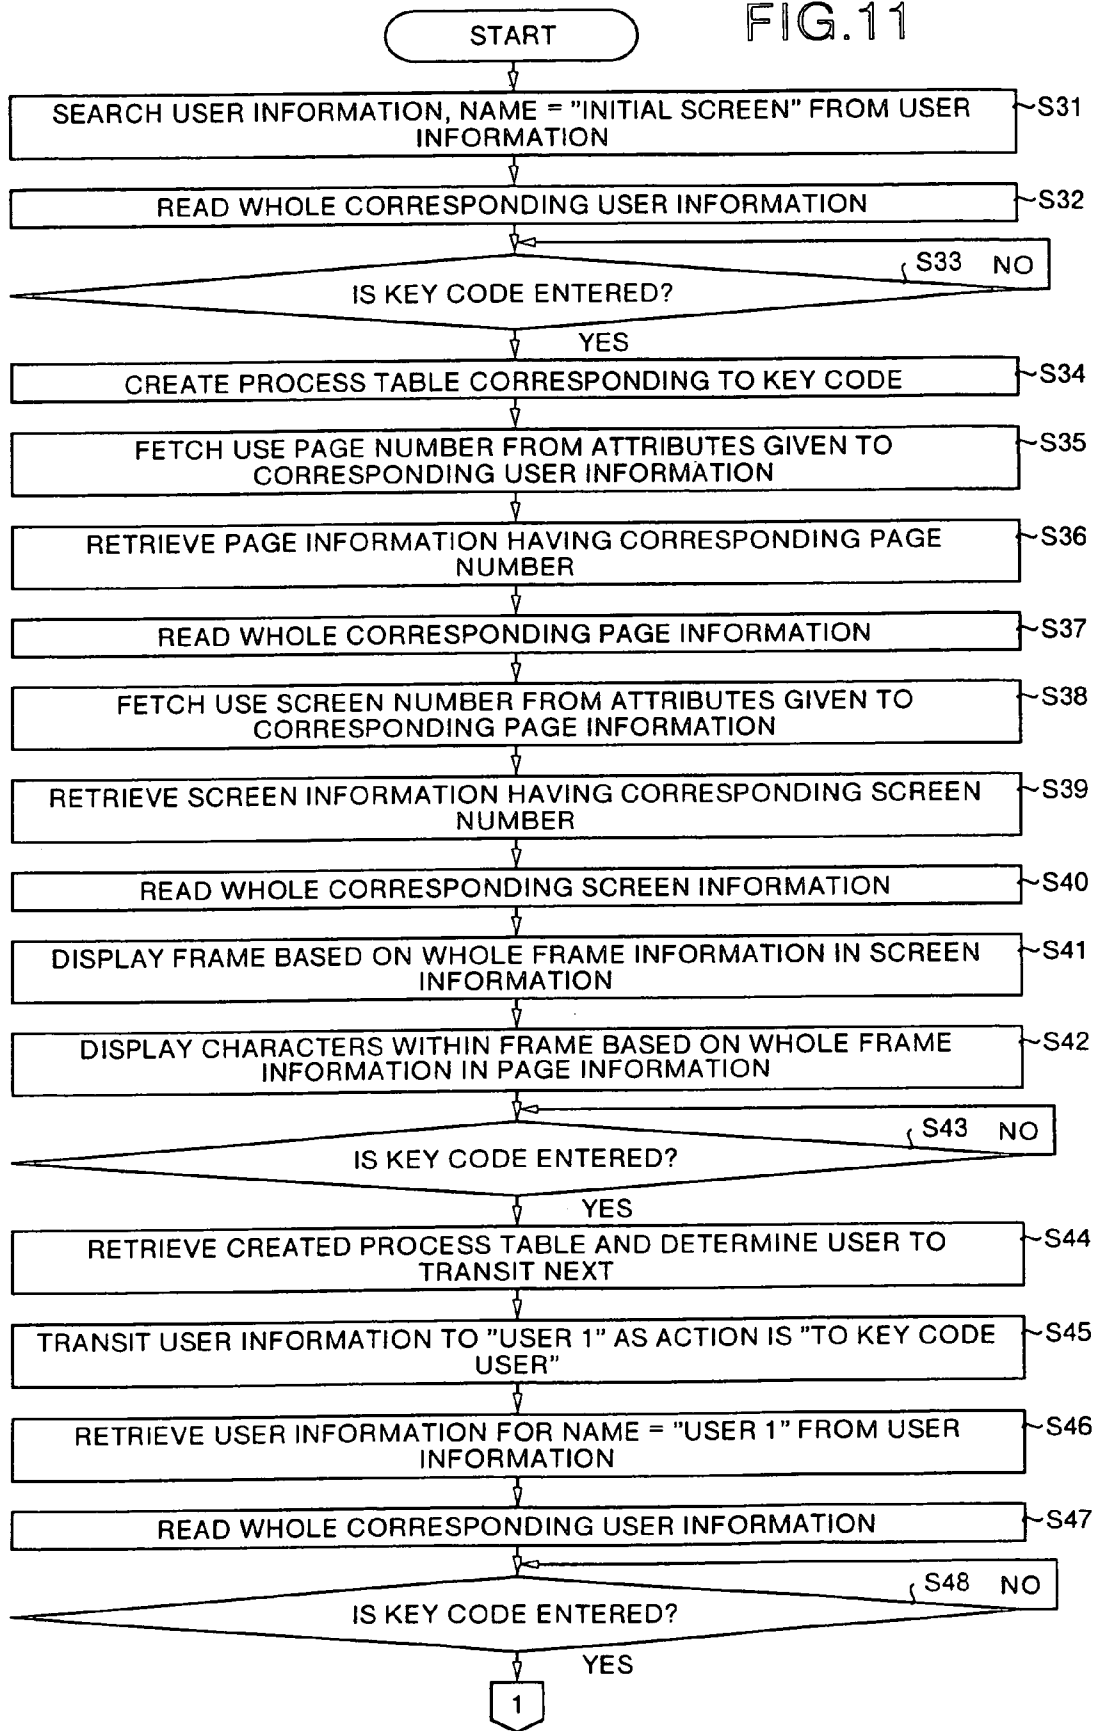 FIG.11
START
SEARCH USER INFORMATION, NAME = "INITIAL SCREEN" FROM USER
INFORMATION
S31
READ WHOLE CORRESPONDING USER INFORMATION
S32
S33 NO
IS KEY CODE ENTERED?
YES
CREATE PROCESS TABLE CORRESPONDING TO KEY CODE
S34
FETCH USE PAGE NUMBER FROM ATTRIBUTES GIVEN TO
CORRESPONDING USER INFORMATION
S35
RETRIEVE PAGE INFORMATION HAVING CORRESPONDING PAGE
NUMBER
S36
READ WHOLE CORRESPONDING PAGE INFORMATION
S37
FETCH USE SCREEN NUMBER FROM ATTRIBUTES GIVEN TO
CORRESPONDING PAGE INFORMATION
S38
RETRIEVE SCREEN INFORMATION HAVING CORRESPONDING SCREEN
NUMBER
S39
READ WHOLE CORRESPONDING SCREEN INFORMATION
S40
DISPLAY FRAME BASED ON WHOLE FRAME INFORMATION IN SCREEN
INFORMATION
S41
DISPLAY CHARACTERS WITHIN FRAME BASED ON WHOLE FRAME
INFORMATION IN PAGE INFORMATION
S42
S43 NO
IS KEY CODE ENTERED?
YES
RETRIEVE CREATED PROCESS TABLE AND DETERMINE USER TO
TRANSIT NEXT
S44
TRANSIT USER INFORMATION TO "USER 1" AS ACTION IS "TO KEY CODE
USER"
S45
RETRIEVE USER INFORMATION FOR NAME = "USER 1" FROM USER
INFORMATION
S46
READ WHOLE CORRESPONDING USER INFORMATION
S47
S48 NO
IS KEY CODE ENTERED?
YES
1